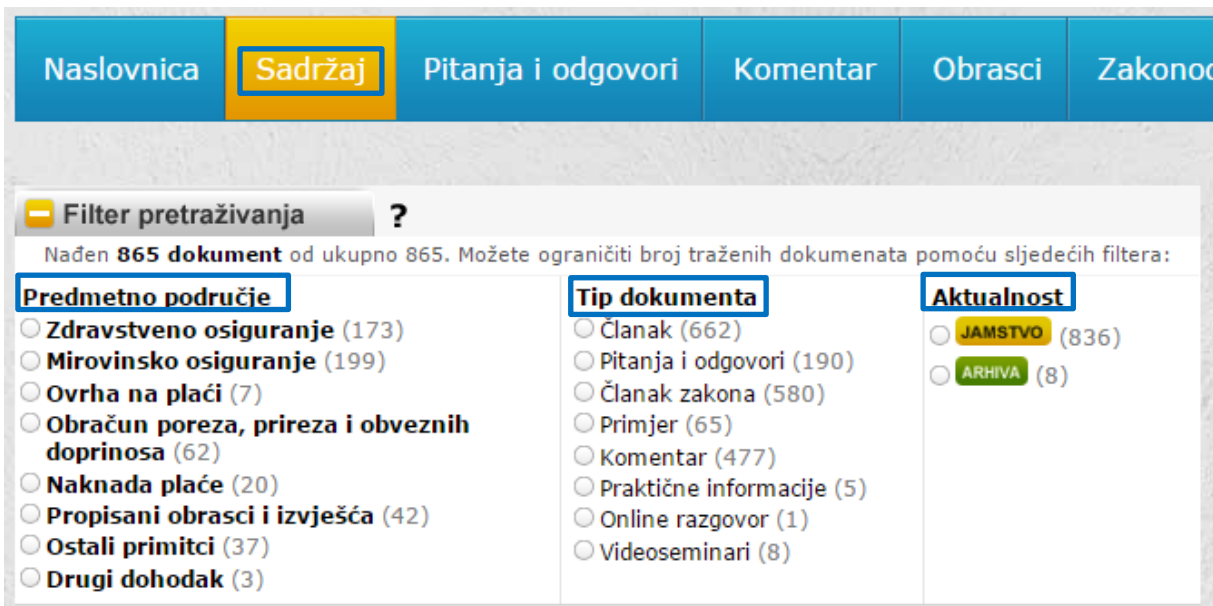 Naslovnica Sadržaj Pitanja i odgovori Komentar Obrasci Zakonod
Filter pretraživanja ?
Nađen 865 dokument od ukupno 865. Možete ograničiti broj traženih dokumenata pomoću sljedećih filtera:
Predmetno područje
Zdravstveno osiguranje (173)
Mirovinsko osiguranje (199)
Ovrha na plaći (7)
Obračun poreza, prireza i obveznih
doprinosa (62)
Naknada plaće (20)
Propisani obrasci i izvješća (42)
Ostali primitci (37)
Drugi dohodak (3)
Tip dokumenta
Članak (662)
Pitanja i odgovori (190)
Članak zakona (580)
Primjer (65)
Komentar (477)
Praktične informacije (5)
Online razgovor (1)
Videoseminari (8)
Aktualnost
JAMSTVO (836)
ARHIVA (8)